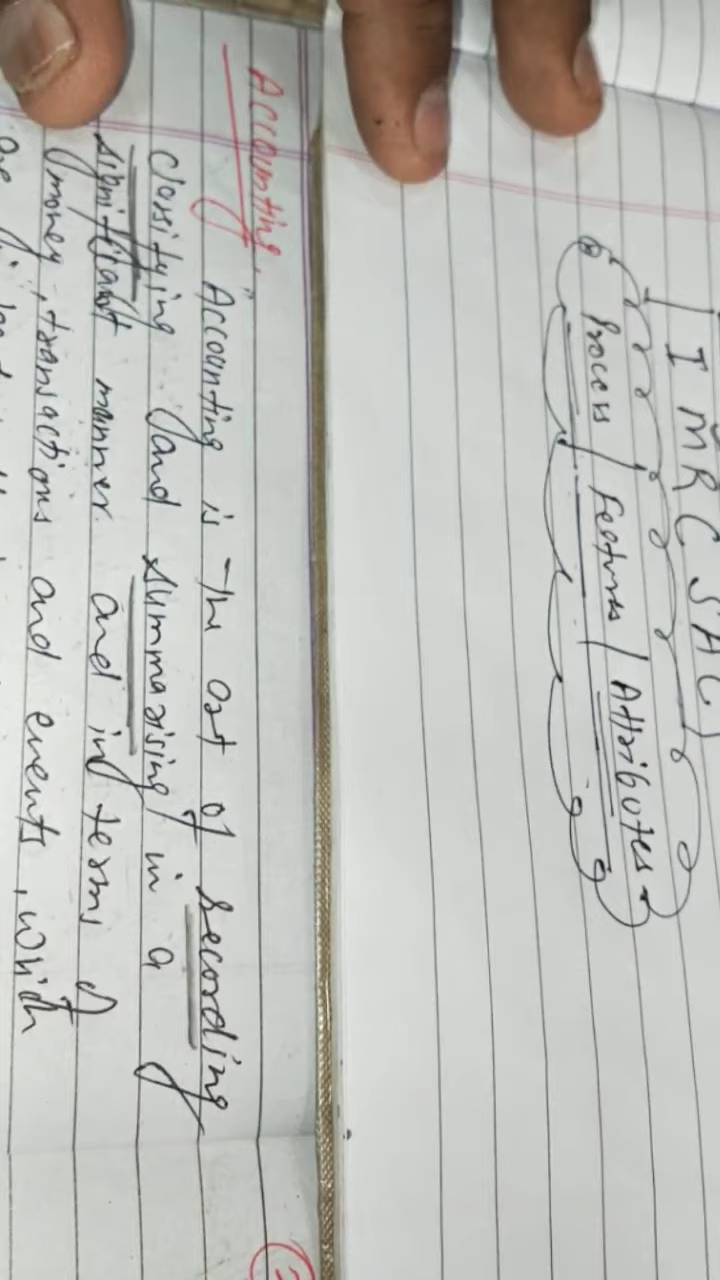 I M R C S A C
Process / Features / Attributes
Accounting
" Accounting is the art of recording
classifying and summarising in a
significant manner and in terms of
money, transactions and events, which